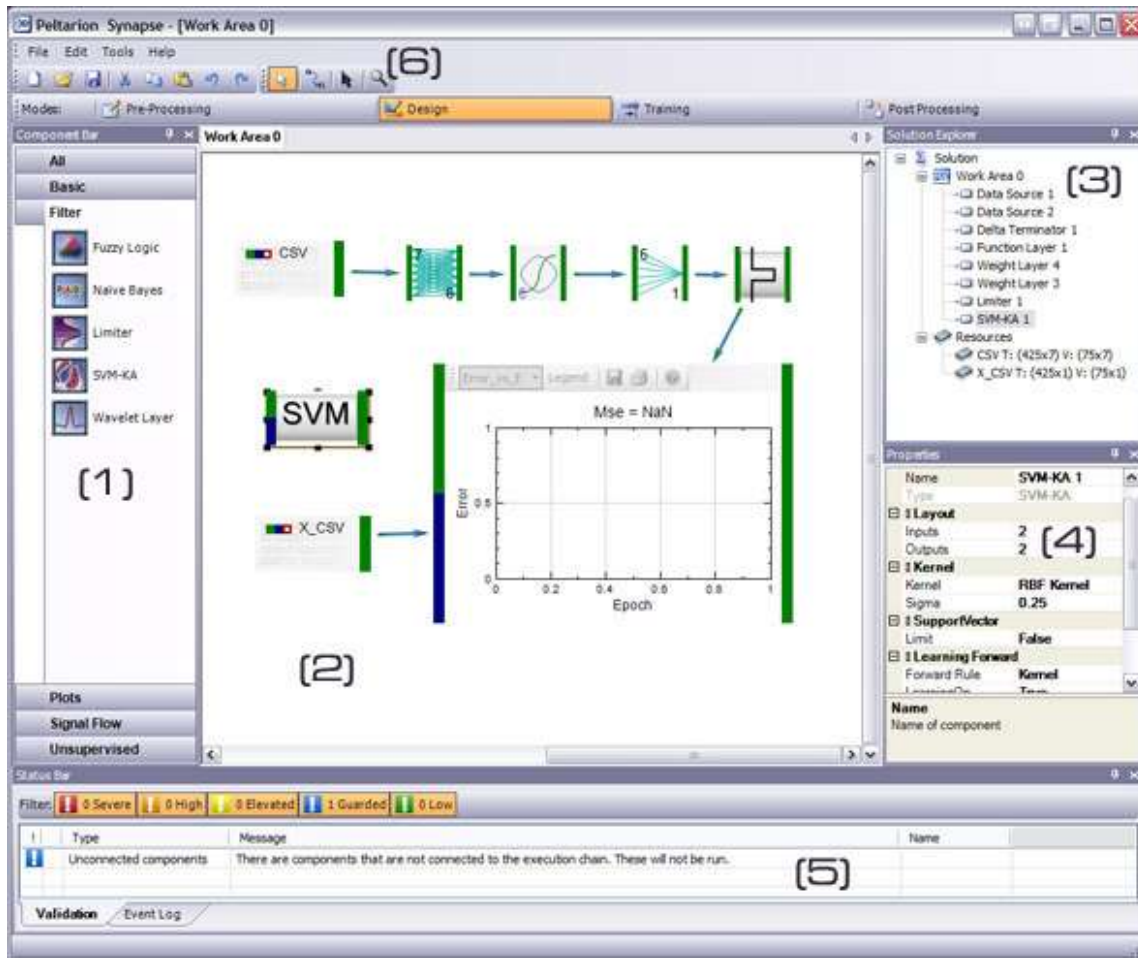 Peltarion Synapse - [Work Area 0]
File Edit Tools Help
(6)
Modes: Pre-Processing Design Training Post Processing
Component Bar
All
Basic
Filter
Fuzzy Logic
Naive Bayes
Limiter
SVM-KA
Wavelet Layer
(1)
Plots
Signal Flow
Unsupervised
Work Area 0
CSV
7
6
6
5
1
SVM
X_CSV
Legend
Mse = NaN
Error
1
0.5
0
0 0.2 0.4 0.6 0.8 1
Epoch
(2)
Solution Explorer
Solution
Work Area 0
(3)
Data Source 1
Data Source 2
Delta Terminator 1
Function Layer 1
Weight Layer 4
Weight Layer 3
Limiter 1
SVM-KA 1
Resources
CSV T: (425x7) V: (75x7)
X_CSV T: (425x1) V: (75x1)
Properties
Name SVM-KA 1
Type SVM-KA
Layout
Inputs 2
Outputs 2
(4)
Kernel
Kernel RBF Kernel
Sigma 0.25
SupportVector
Limit False
Learning Forward
Forward Rule Kernel
LearningOn True
Name
Name of component
Status Bar
Filter: 0 Severe 0 High 0 Elevated 1 Guarded 0 Low
! Type Message Name
Unconnected components There are components that are not connected to the execution chain. These will not be run.
(5)
Validation Event Log